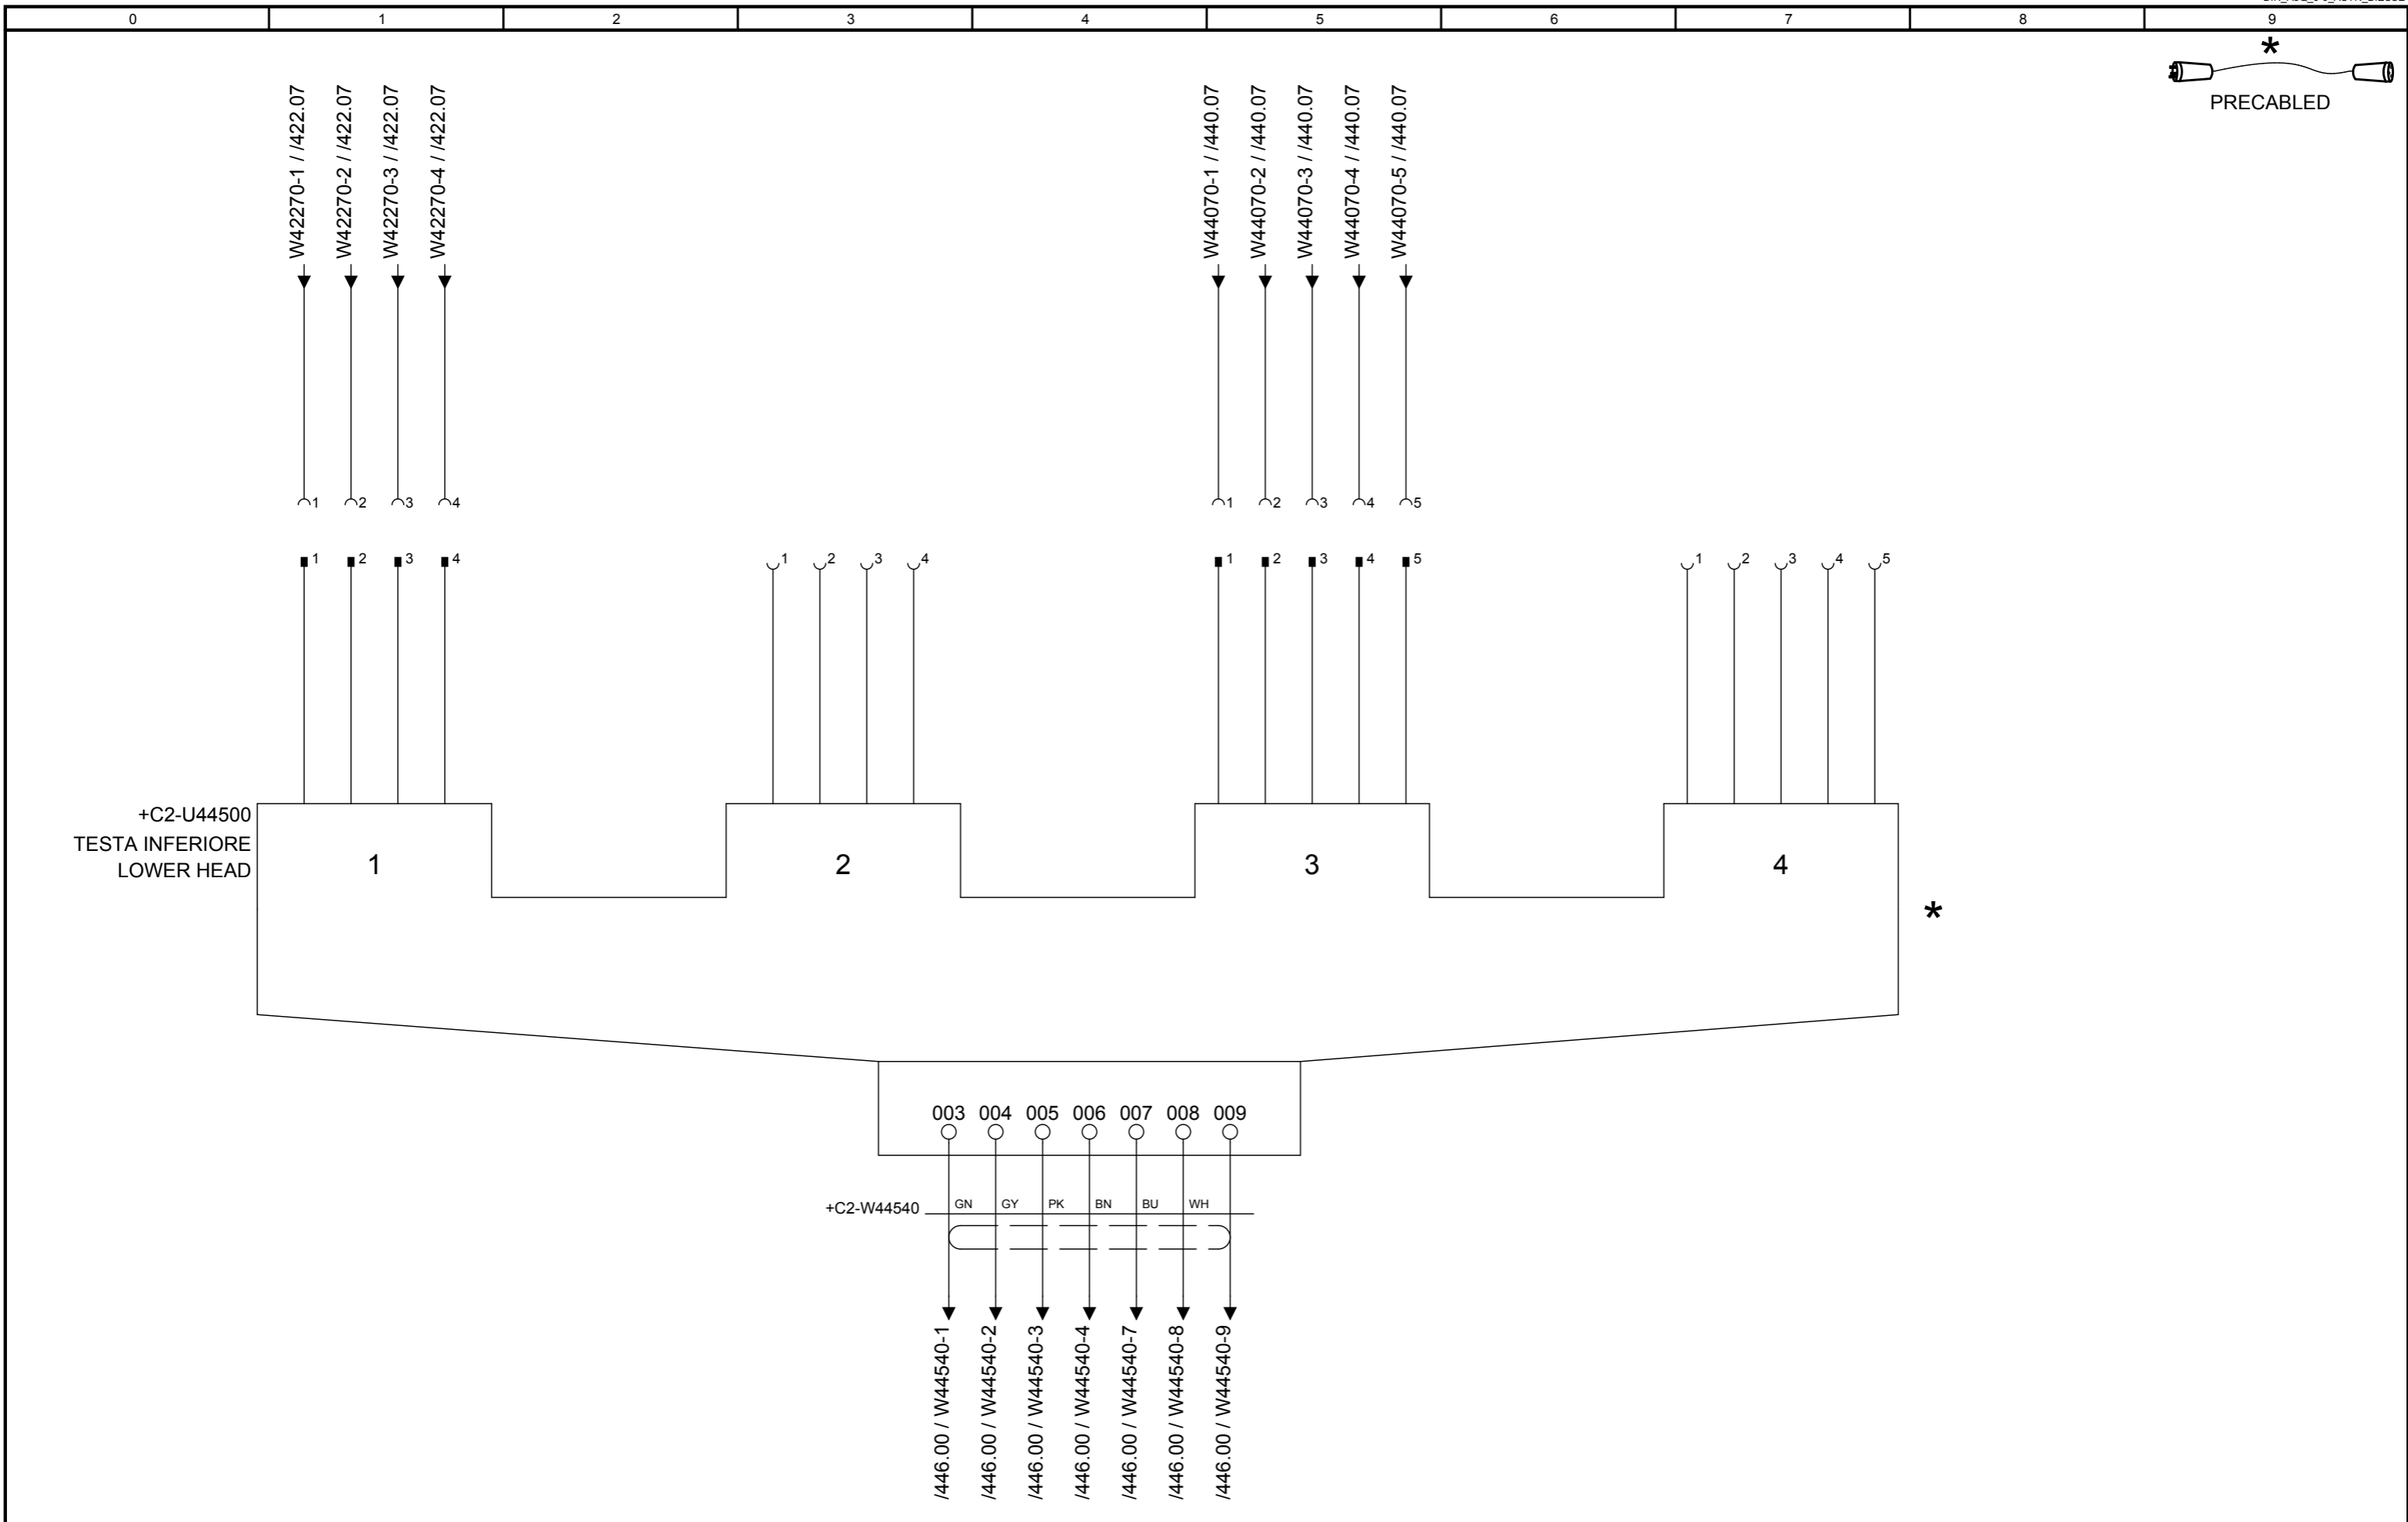 0 1 2 3 4 5 6 7 8 9
*
PRECABLED
W42270-1 / /422.07
W42270-2 / /422.07
W42270-3 / /422.07
W42270-4 / /422.07
W44070-1 / /440.07
W44070-2 / /440.07
W44070-3 / /440.07
W44070-4 / /440.07
W44070-5 / /440.07
1 2 3 4 1 2 3 4 5
1 2 3 4 1 2 3 4 1 2 3 4 5 1 2 3 4 5
+C2-U44500
TESTA INFERIORE
LOWER HEAD
1 2 3 4
*
003 004 005 006 007 008 009
+C2-W44540 GN GY PK BN BU WH
/446.00 / W44540-1
/446.00 / W44540-2
/446.00 / W44540-3
/446.00 / W44540-4
/446.00 / W44540-7
/446.00 / W44540-8
/446.00 / W44540-9